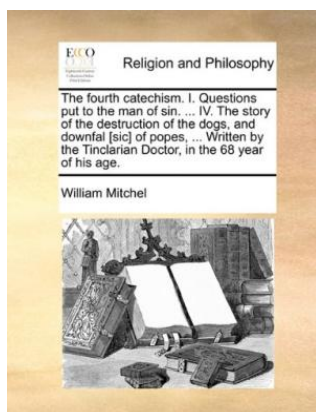 ECCO
Religion and Philosophy
The fourth catechism. I. Questions
put to the man of sin. ... IV. The story
of the destruction of the dogs, and
downfal [sic] of popes, ... Written by
the Tinclarian Doctor, in the 68 year
of his age.
William Mitchel